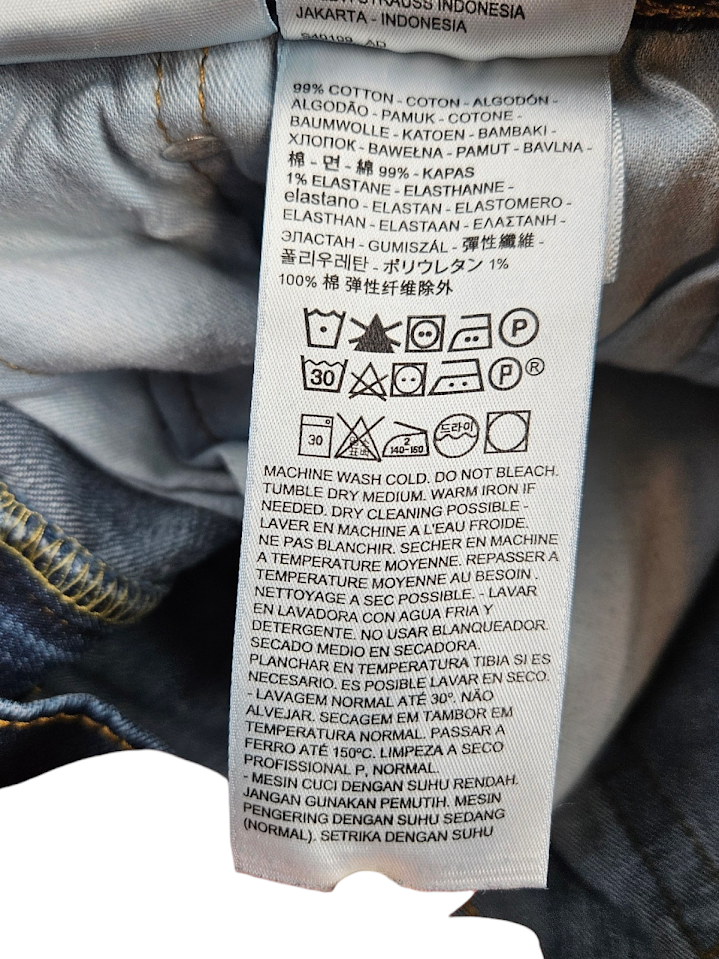 STRAUSS INDONESIA
JAKARTA - INDONESIA
99% COTTON - COTON - ALGODÓN -
ALGODÃO - PAMUK - COTONE -
BAUMWOLLE - KATOEN - BAMBAKI -
ХЛОПОК - BAWEŁNA - PAMUT - BAVLNA -
棉 - 면 - 綿 99% - KAPAS
1% ELASTANE - ELASTHANNE -
elastano - ELASTAN - ELASTOMERO -
ELASTHAN - ELASTAAN - ΕΛΑΣΤΑΝΗ -
ЭЛАСТАН - GUMISZÁL - 彈性纖維 -
폴리우레탄 - ポリウレタン 1%
100% 棉 弹性纤维除外
P
30 P ®
30 염소 표백 2 140-160 드라이
MACHINE WASH COLD. DO NOT BLEACH.
TUMBLE DRY MEDIUM. WARM IRON IF
NEEDED. DRY CLEANING POSSIBLE -
LAVER EN MACHINE A L'EAU FROIDE.
NE PAS BLANCHIR. SECHER EN MACHINE
A TEMPERATURE MOYENNE. REPASSER A
TEMPERATURE MOYENNE AU BESOIN .
NETTOYAGE A SEC POSSIBLE. - LAVAR
EN LAVADORA CON AGUA FRIA Y
DETERGENTE. NO USAR BLANQUEADOR.
SECADO MEDIO EN SECADORA.
PLANCHAR EN TEMPERATURA TIBIA SI ES
NECESARIO. ES POSIBLE LAVAR EN SECO.
- LAVAGEM NORMAL ATÉ 30º. NÃO
ALVEJAR. SECAGEM EM TAMBOR EM
TEMPERATURA NORMAL. PASSAR A
FERRO ATÉ 150ºC. LIMPEZA A SECO
PROFISSIONAL P, NORMAL.
- MESIN CUCI DENGAN SUHU RENDAH.
JANGAN GUNAKAN PEMUTIH. MESIN
PENGERING DENGAN SUHU SEDANG
(NORMAL). SETRIKA DENGAN SUHU